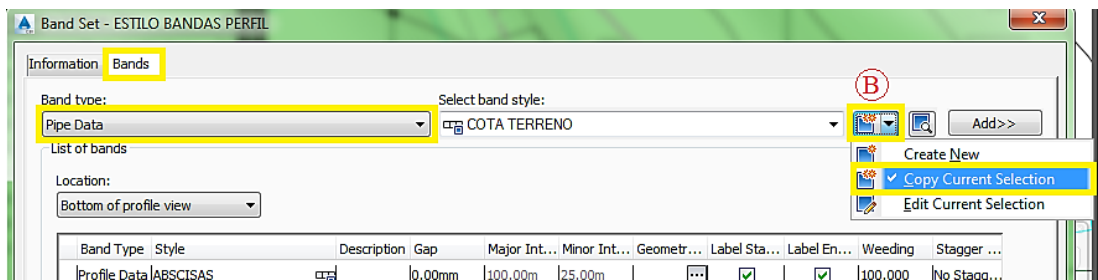 Band Set - ESTILO BANDAS PERFIL
x
Information Bands
Band type: Select band style:
B
Pipe Data COTA TERRENO Add>>
List of bands
Create New
Location: Copy Current Selection
Bottom of profile view Edit Current Selection
Band Type Style Description Gap Major Int... Minor Int... Geometr... Label Sta... Label En... Weeding Stagger ...
Profile Data ABSCISAS 0.00mm 100.00m 25.00m ... 100.000 No Stagg...